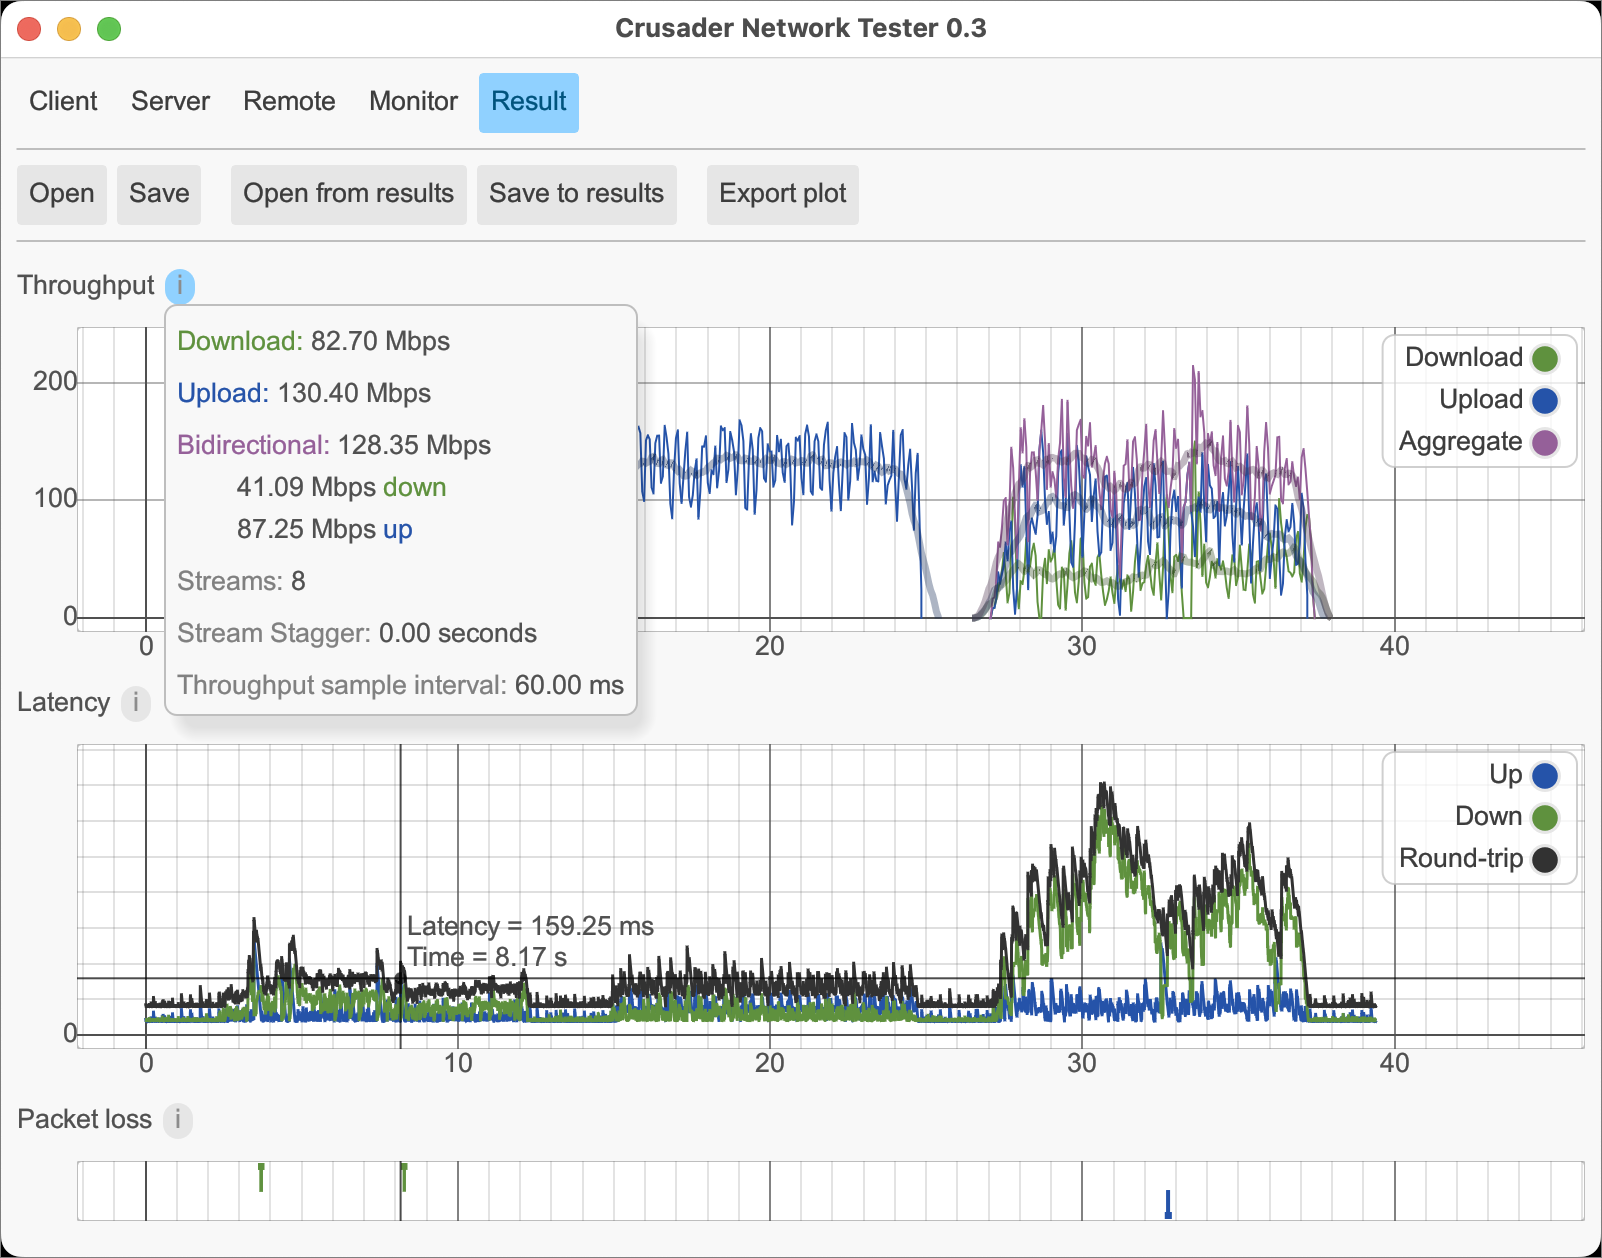 Crusader Network Tester 0.3
Client Server Remote Monitor Result
Open Save Open from results Save to results Export plot
Throughput i
Download: 82.70 Mbps
Upload: 130.40 Mbps
Bidirectional: 128.35 Mbps
41.09 Mbps down
87.25 Mbps up
Streams: 8
Stream Stagger: 0.00 seconds
Throughput sample interval: 60.00 ms
200
100
0
Download
Upload
Aggregate
0 20 30 40
Latency i
Up
Down
Round-trip
Latency = 159.25 ms
Time = 8.17 s
0
0 10 20 30 40
Packet loss i